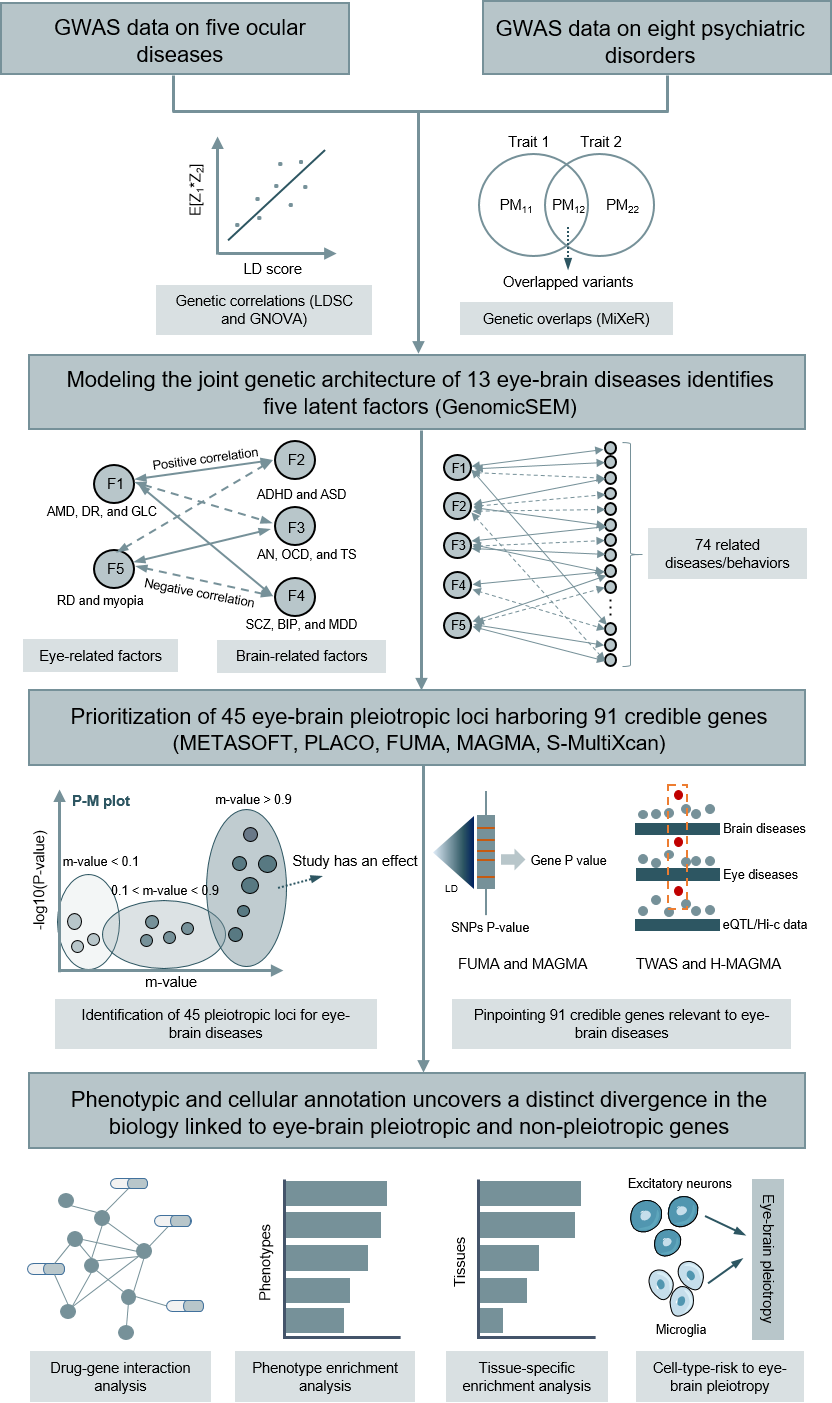 GWAS data on five ocular
diseases
GWAS data on eight psychiatric
disorders
E[Z1*Z2]
LD score
Genetic correlations (LDSC
and GNOVA)
Trait 1
Trait 2
PM11
PM12
PM22
Overlapped variants
Genetic overlaps (MiXeR)
Modeling the joint genetic architecture of 13 eye-brain diseases identifies
five latent factors (GenomicSEM)
Positive correlation
F1
AMD, DR, and GLC
F2
ADHD and ASD
F3
AN, OCD, and TS
F5
RD and myopia
Negative correlation
F4
SCZ, BIP, and MDD
Eye-related factors
Brain-related factors
F1
F2
F3
F4
F5
74 related
diseases/behaviors
Prioritization of 45 eye-brain pleiotropic loci harboring 91 credible genes
(METASOFT, PLACO, FUMA, MAGMA, S-MultiXcan)
P-M plot
m-value > 0.9
m-value < 0.1
0.1 < m-value < 0.9
Study has an effect
-log10(P-value)
m-value
Identification of 45 pleiotropic loci for eye-
brain diseases
LD
Gene P value
SNPs P-value
FUMA and MAGMA
Brain diseases
Eye diseases
eQTL/Hi-c data
TWAS and H-MAGMA
Pinpointing 91 credible genes relevant to eye-
brain diseases
Phenotypic and cellular annotation uncovers a distinct divergence in the
biology linked to eye-brain pleiotropic and non-pleiotropic genes
Drug-gene interaction
analysis
Phenotypes
Phenotype enrichment
analysis
Tissues
Tissue-specific
enrichment analysis
Excitatory neurons
Microglia
Eye-brain pleiotropy
Cell-type-risk to eye-
brain pleiotropy